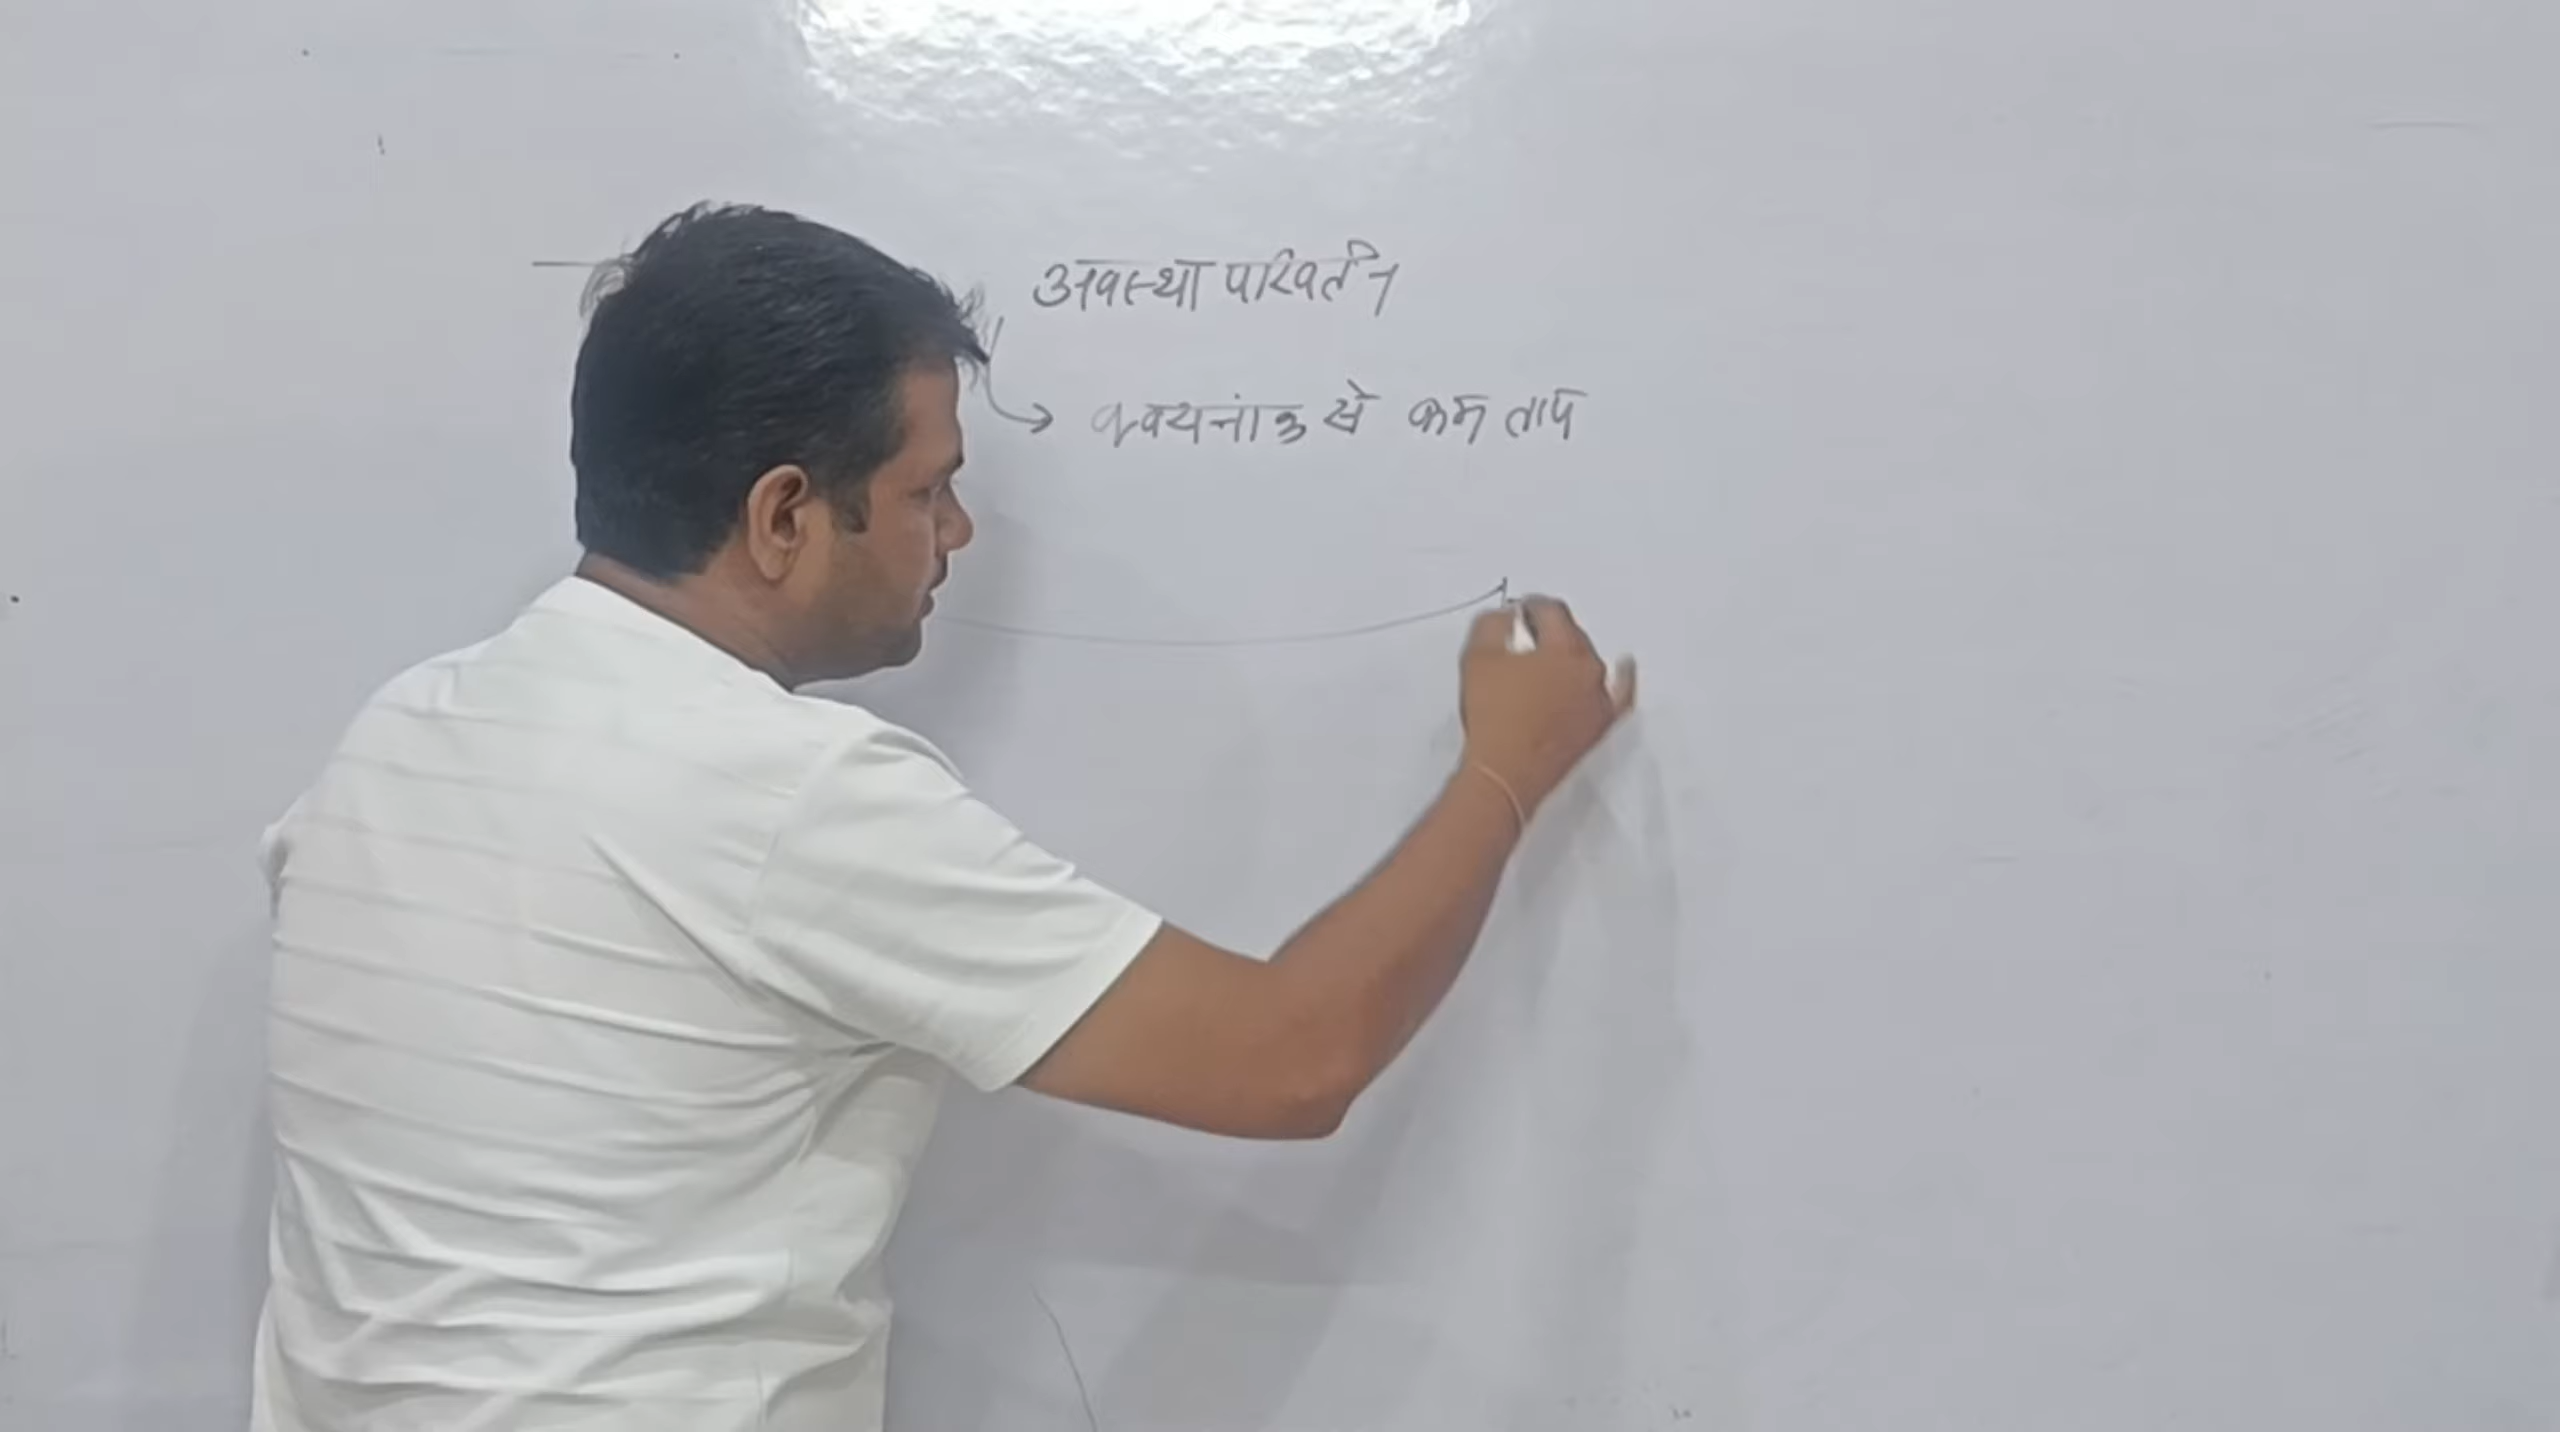 अवस्था परिवर्तन
क्वथनांक से कम ताप